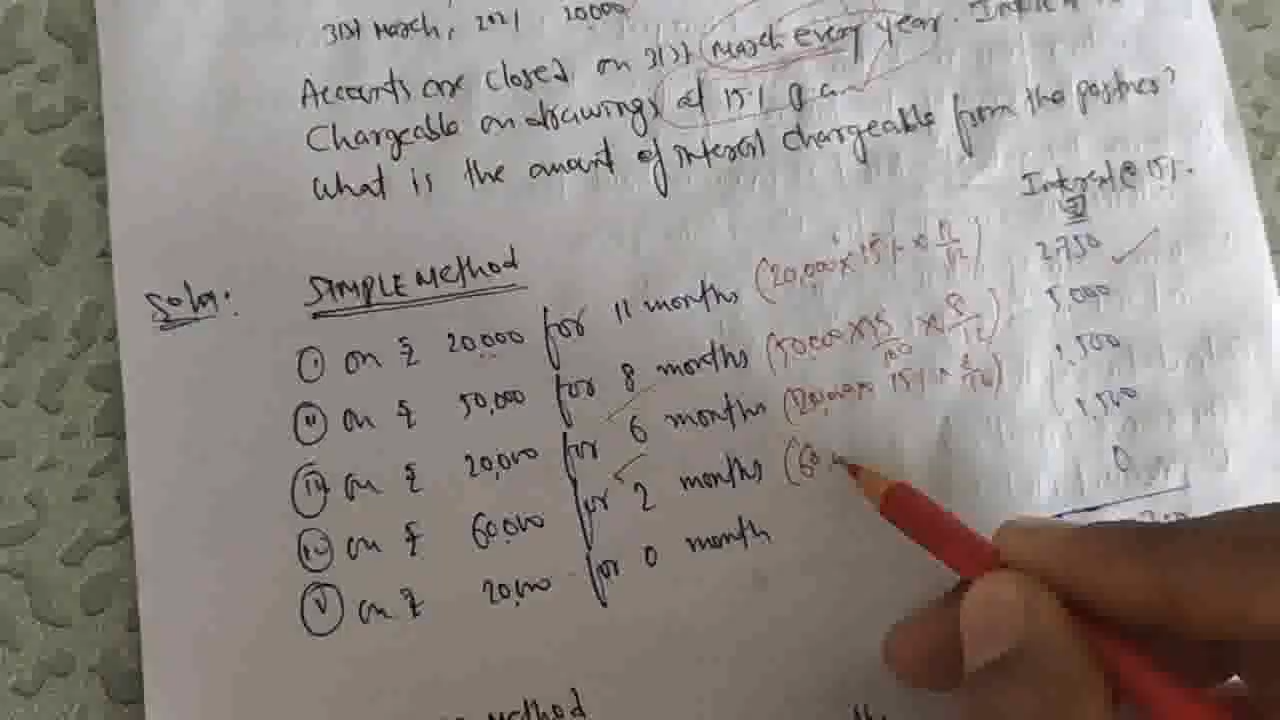 31st March, 2021 20,000
Accounts are closed on 31st March every year.
Chargeable on drawings at 15%
What is the amount of interest chargeable from the partner?
Interest @ 15%.
Soln:
SIMPLE METHOD
(i) on ₹ 20,000 for 11 months (20,000 × 15% × 11/12) 2,750
(ii) on ₹ 50,000 for 8 months (50000 × 15/100 × 8/12) 5,000
(iii) on ₹ 20,000 for 6 months (20,000 × 15% × 6/12) 1,500
(iv) on ₹ 60,000 for 2 months (60 1,500
(v) on ₹ 20,000 for 0 month 0
Method